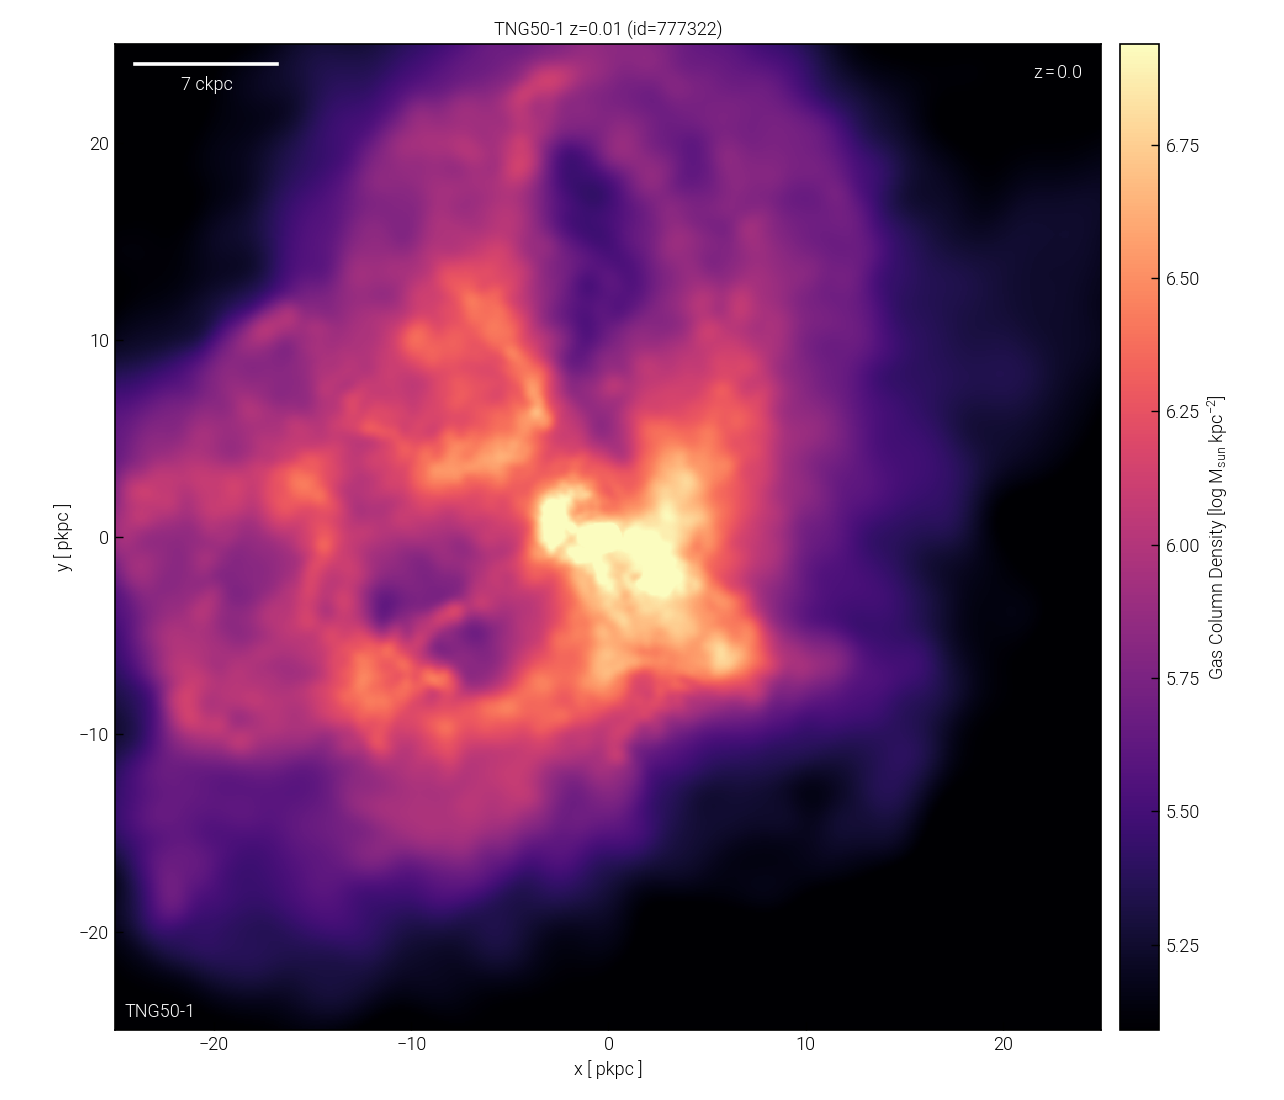 TNG50-1 z=0.01 (id=777322)
7 ckpc
z=0.0
20
10
0
−10
−20
y [ pkpc ]
TNG50-1
−20
−10
0
10
20
x [ pkpc ]
6.75
6.50
6.25
6.00
5.75
5.50
5.25
Gas Column Density [log M_sun kpc^−2]